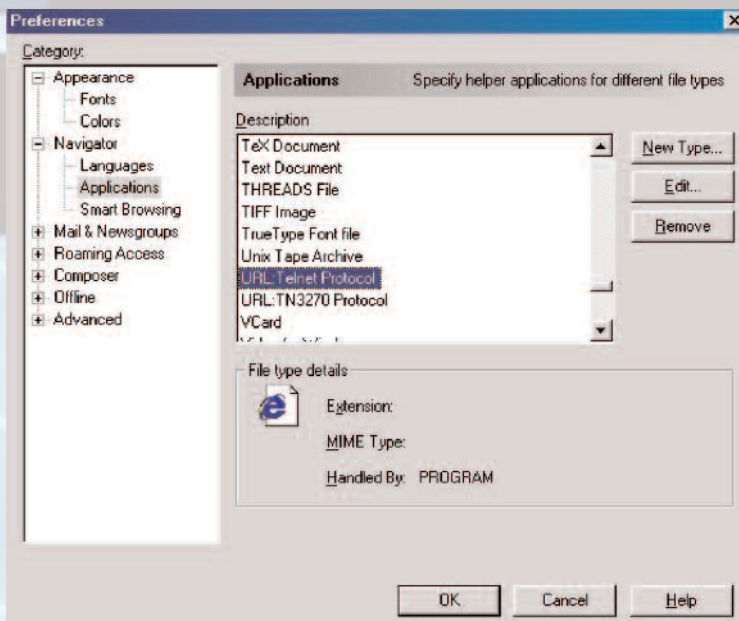 Preferences
Category:
Appearance
Fonts
Colors
Navigator
Languages
Applications
Smart Browsing
Mail & Newsgroups
Roaming Access
Composer
Offline
Advanced
Applications Specify helper applications for different file types
Description
TeX Document
Text Document
THREADS File
TIFF Image
TrueType Font file
Unix Tape Archive
URL:Telnet Protocol
URL:TN3270 Protocol
VCard
New Type...
Edit...
Remove
File type details
Extension:
MIME Type:
Handled By: PROGRAM
OK Cancel Help